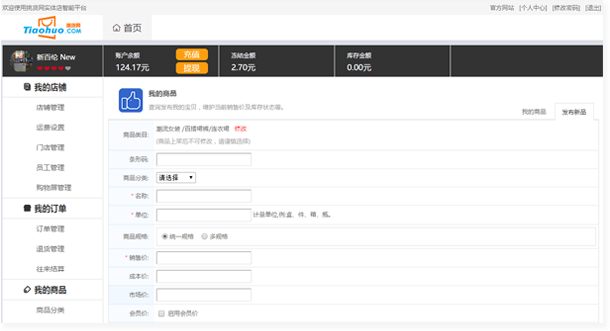 欢迎使用挑货网实体店智能平台
官方网站 [个人中心] [修改密码] [退出]
Tiaohuo 挑货网 .COM
首页
新百伦 New
账户余额
124.17元
充值
提现
冻结金额
2.70元
库存金额
0.00元
我的店铺
店铺管理
运费设置
门店管理
员工管理
购物屏管理
我的订单
订单管理
退货管理
往来结算
我的商品
商品分类
我的商品
查询我发布的宝贝，维护当前销售价及库存状态等。
我的商品
发布新品
商品类目: 潮流女装 /百搭裙裤/连衣裙 修改
(商品上架后不可修改，请谨慎选择)
条形码:
商品分类: 请选择
* 名称:
* 单位: 计量单位,例:盒、件、箱、瓶。
商品规格: 统一规格 多规格
* 销售价:
成本价:
市场价:
会员价: 启用会员价